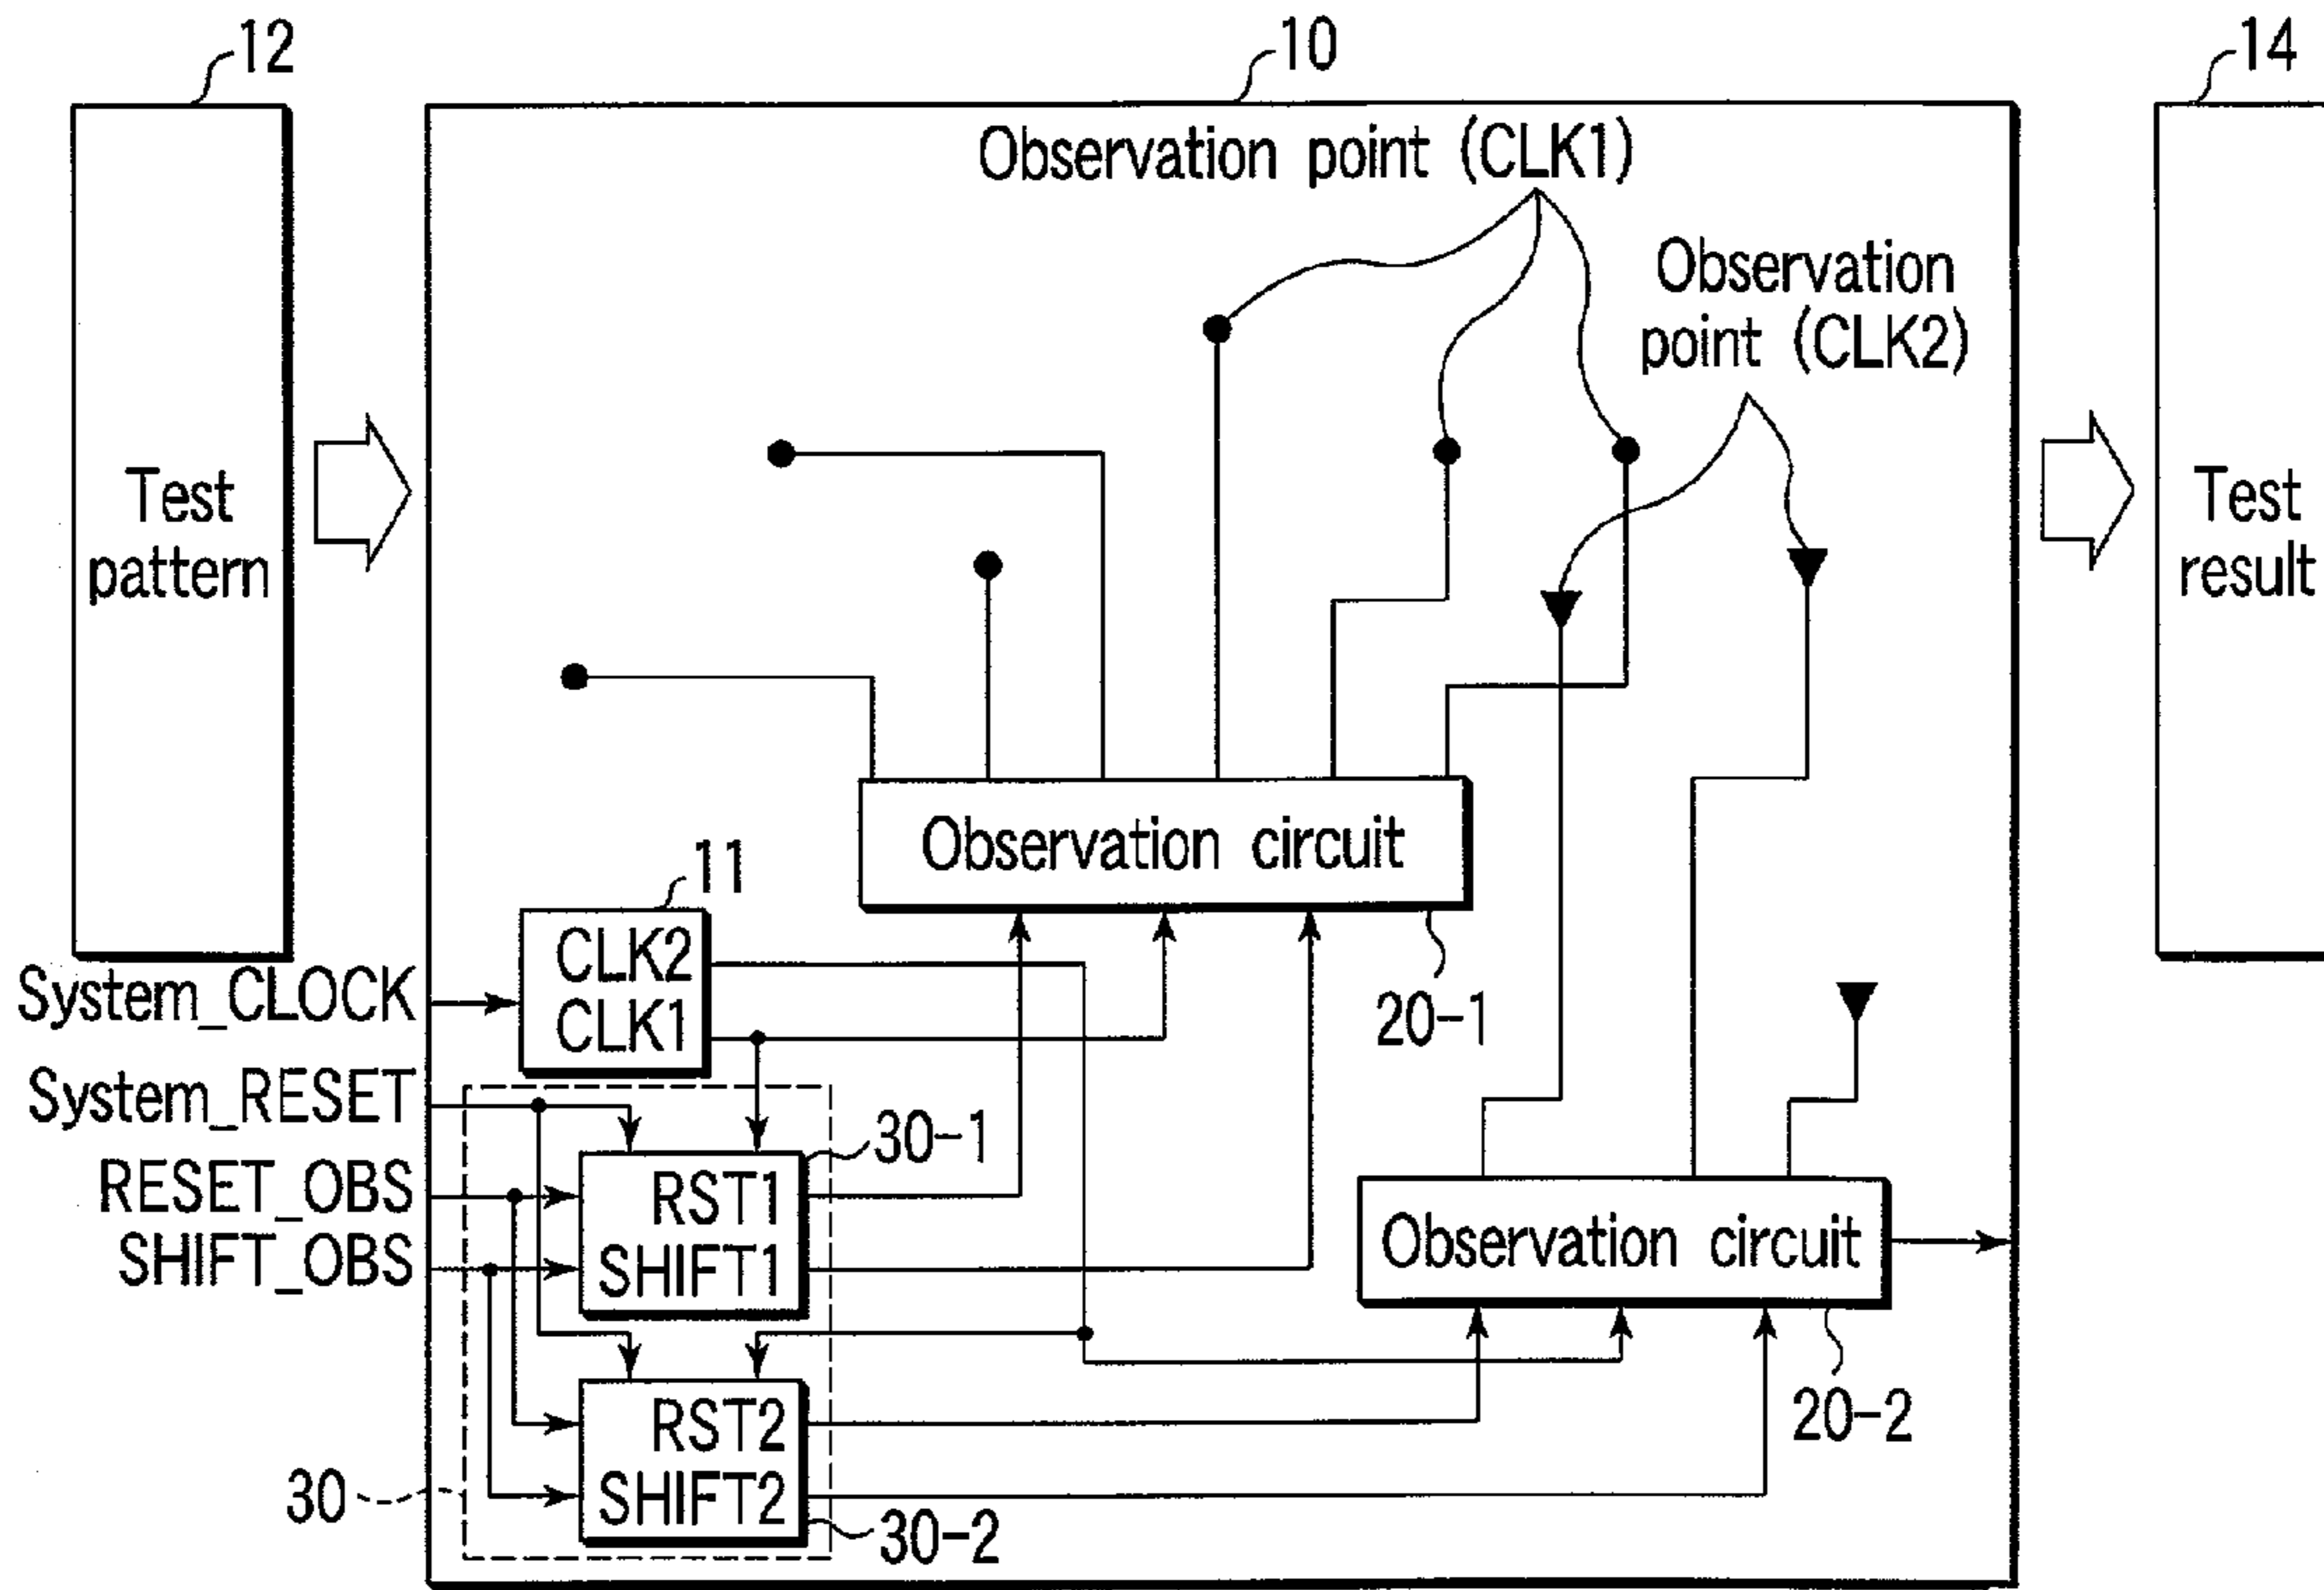 12
10
14
Observation point (CLK1)
Observation
point (CLK2)
Test
pattern
Test
result
Observation circuit
11
CLK2
CLK1
20-1
System_CLOCK
System_RESET
RESET_OBS
SHIFT_OBS
30-1
RST1
SHIFT1
Observation circuit
20-2
RST2
SHIFT2
30
30-2